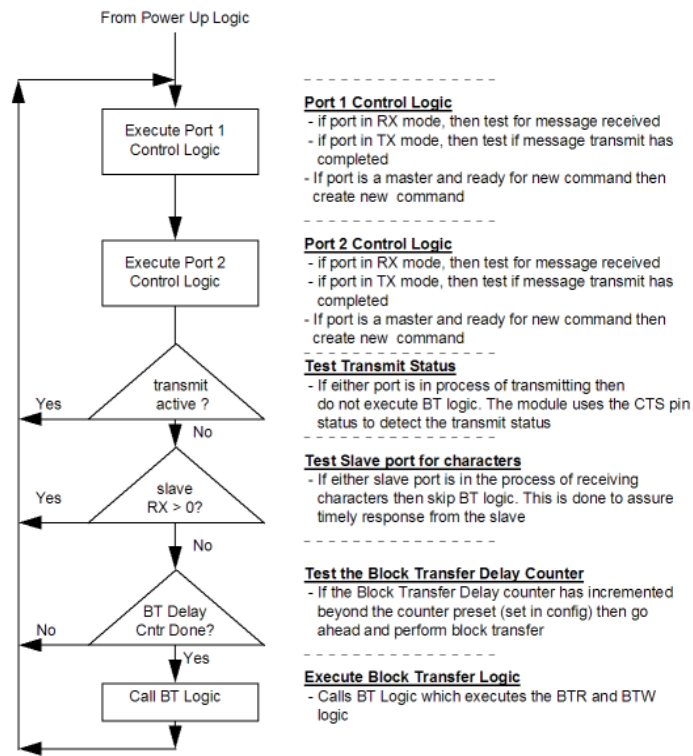 From Power Up Logic
Execute Port 1
Control Logic
Port 1 Control Logic
- if port in RX mode, then test for message received
- if port in TX mode, then test if message transmit has
completed
- If port is a master and ready for new command then
create new command
Execute Port 2
Control Logic
Port 2 Control Logic
- if port in RX mode, then test for message received
- if port in TX mode, then test if message transmit has
completed
- If port is a master and ready for new command then
create new command
transmit
active ?
Yes
No
Test Transmit Status
- If either port is in process of transmitting then
do not execute BT logic. The module uses the CTS pin
status to detect the transmit status
slave
RX > 0?
Yes
No
Test Slave port for characters
- If either slave port is in the process of receiving
characters then skip BT logic. This is done to assure
timely response from the slave
BT Delay
Cntr Done?
No
Yes
Test the Block Transfer Delay Counter
- If the Block Transfer Delay counter has incremented
beyond the counter preset (set in config) then go
ahead and perform block transfer
Call BT Logic
Execute Block Transfer Logic
- Calls BT Logic which executes the BTR and BTW
logic